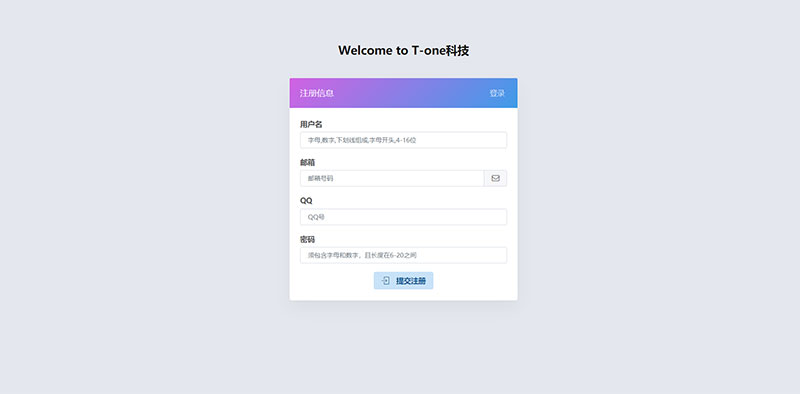 Welcome to T-one科技
注册信息
登录
用户名
字母,数字,下划线组成,字母开头,4-16位
邮箱
邮箱号码
QQ
QQ号
密码
须包含字母和数字，且长度在6-20之间
提交注册